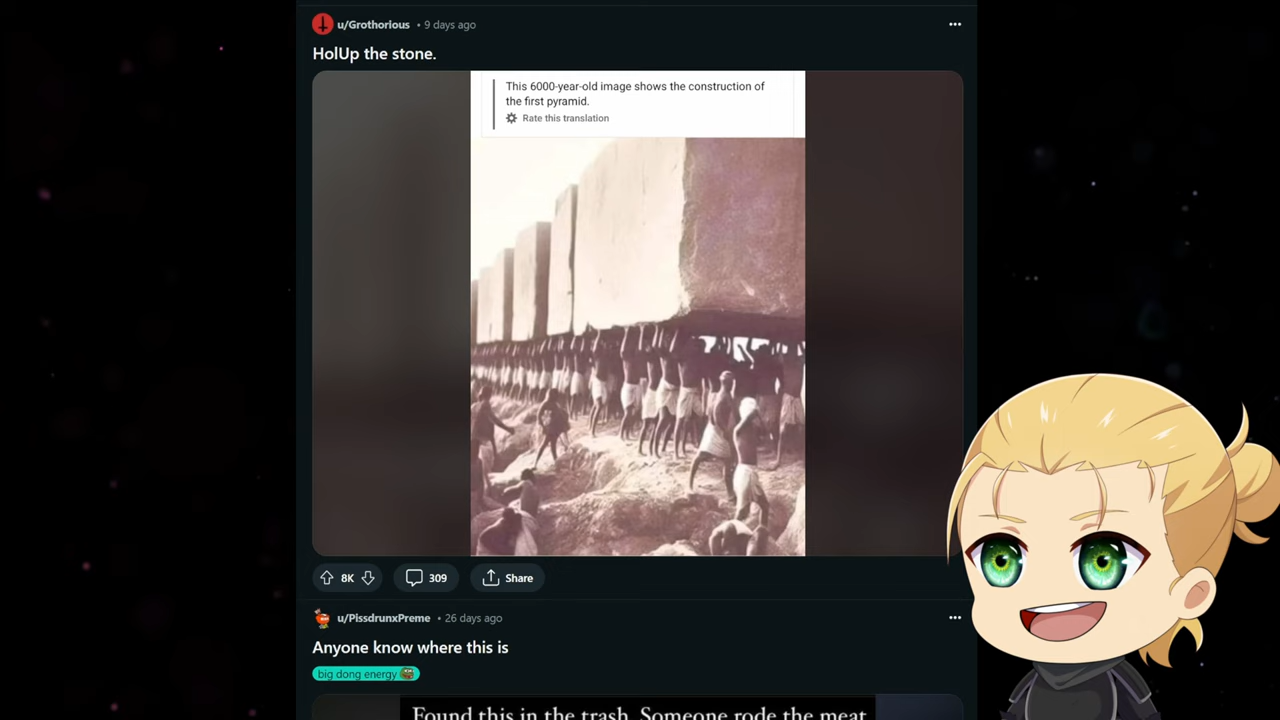 u/Grothorious • 9 days ago
HolUp the stone.
This 6000-year-old image shows the construction of
the first pyramid.
Rate this translation
8K
309
Share
u/PissdrunxPreme • 26 days ago
Anyone know where this is
big dong energy
Found this in the trash. Someone rode the meat